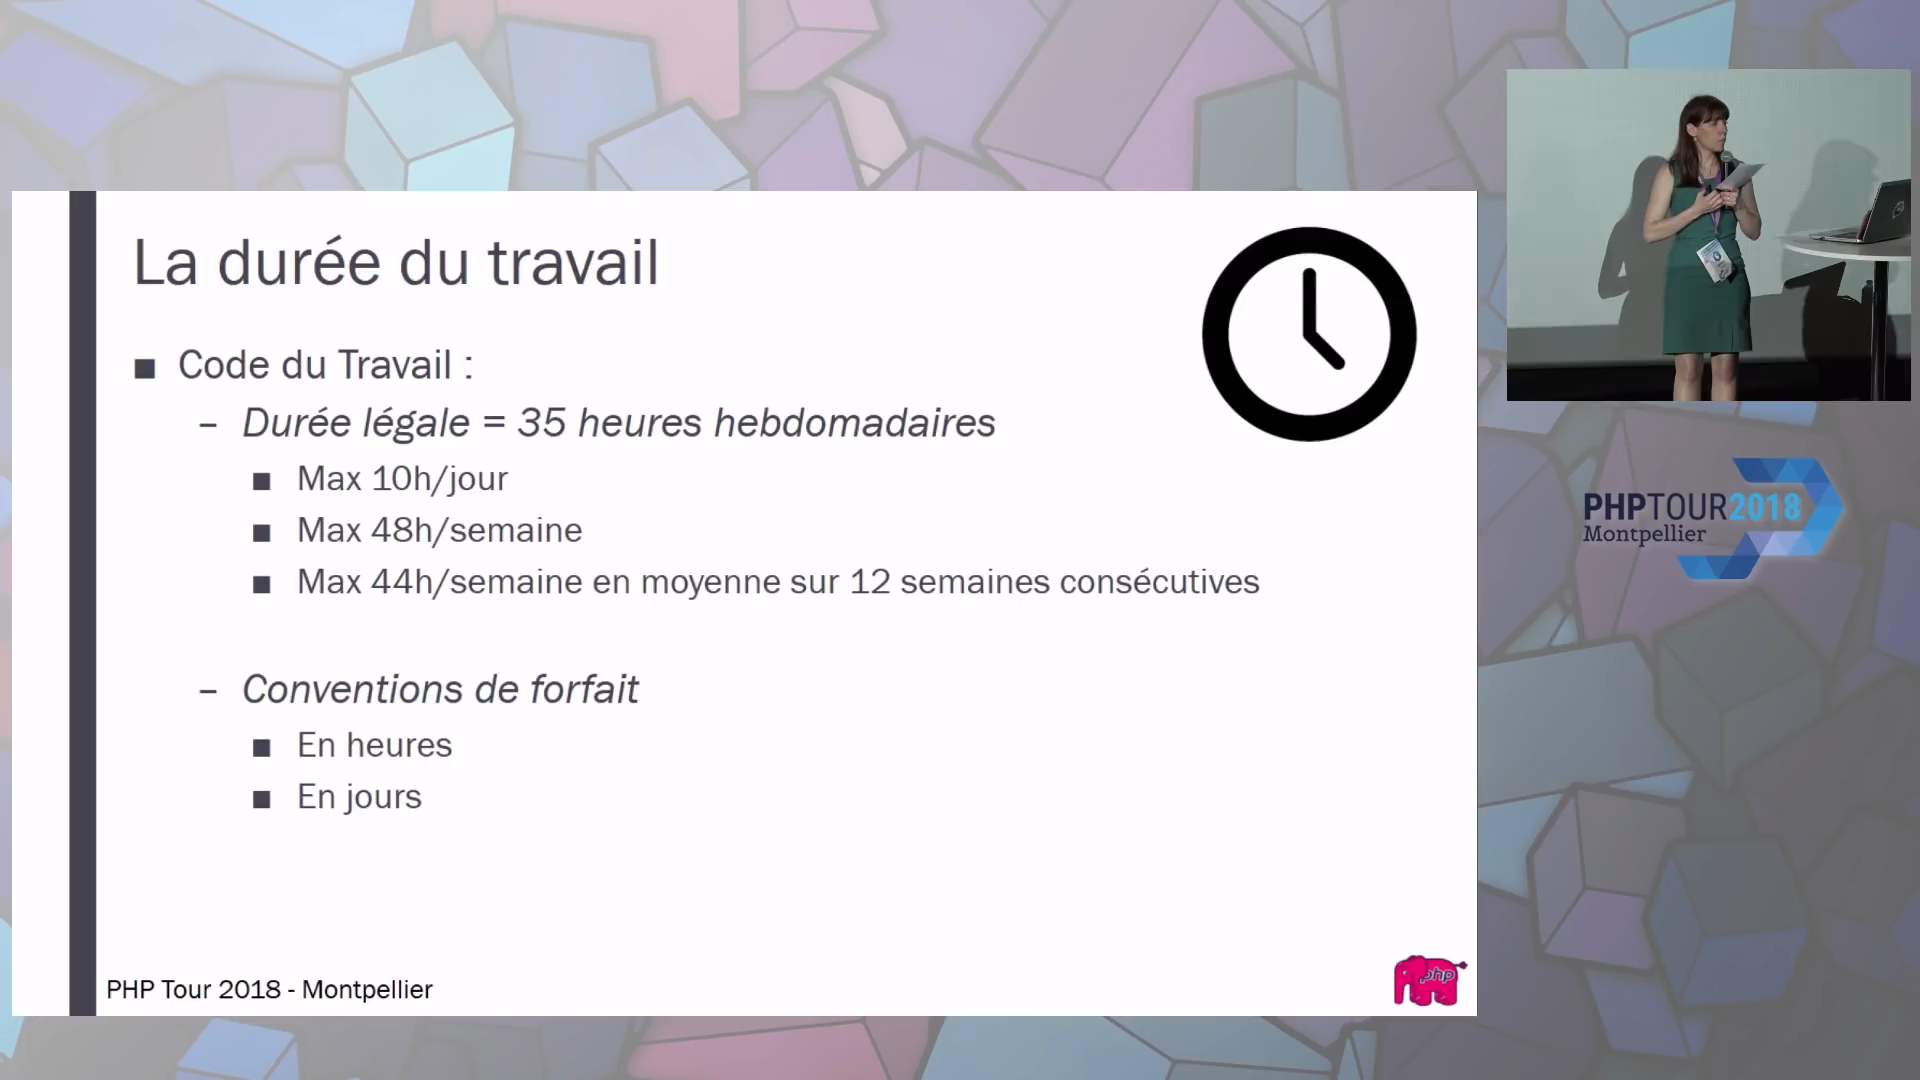 La durée du travail
■ Code du Travail :
– Durée légale = 35 heures hebdomadaires
■ Max 10h/jour
■ Max 48h/semaine
■ Max 44h/semaine en moyenne sur 12 semaines consécutives
– Conventions de forfait
■ En heures
■ En jours
PHP Tour 2018 - Montpellier
php
PHPTOUR2018
Montpellier